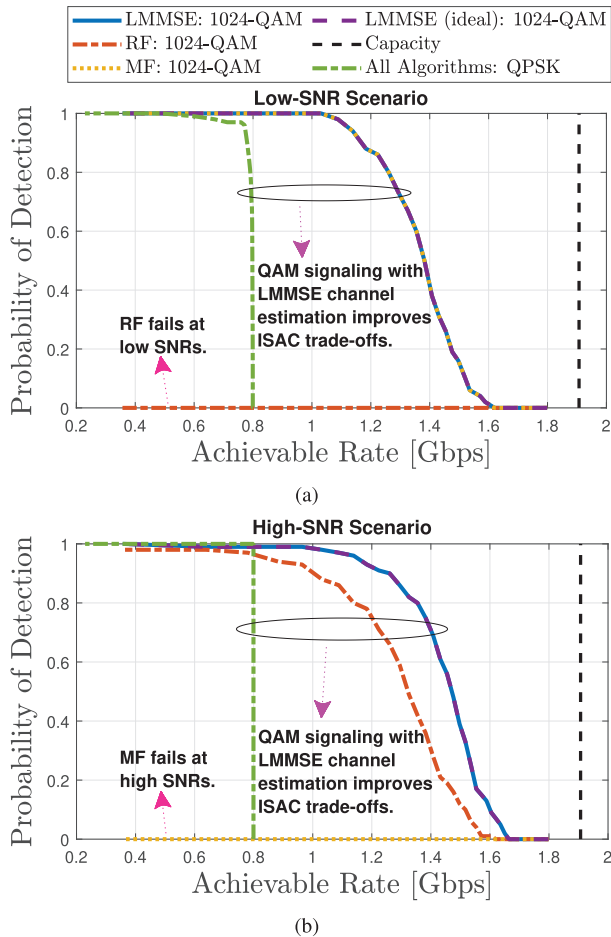 LMMSE: 1024-QAM LMMSE (ideal): 1024-QAM
RF: 1024-QAM Capacity
MF: 1024-QAM All Algorithms: QPSK
Low-SNR Scenario
Probability of Detection
1
0.8
0.6
0.4
0.2
0
QAM signaling with
LMMSE channel
estimation improves
ISAC trade-offs.
RF fails at
low SNRs.
0.2 0.4 0.6 0.8 1 1.2 1.4 1.6 1.8 2
Achievable Rate [Gbps]
(a)
High-SNR Scenario
Probability of Detection
1
0.8
0.6
0.4
0.2
0
QAM signaling with
LMMSE channel
estimation improves
ISAC trade-offs.
MF fails at
high SNRs.
0.2 0.4 0.6 0.8 1 1.2 1.4 1.6 1.8 2
Achievable Rate [Gbps]
(b)